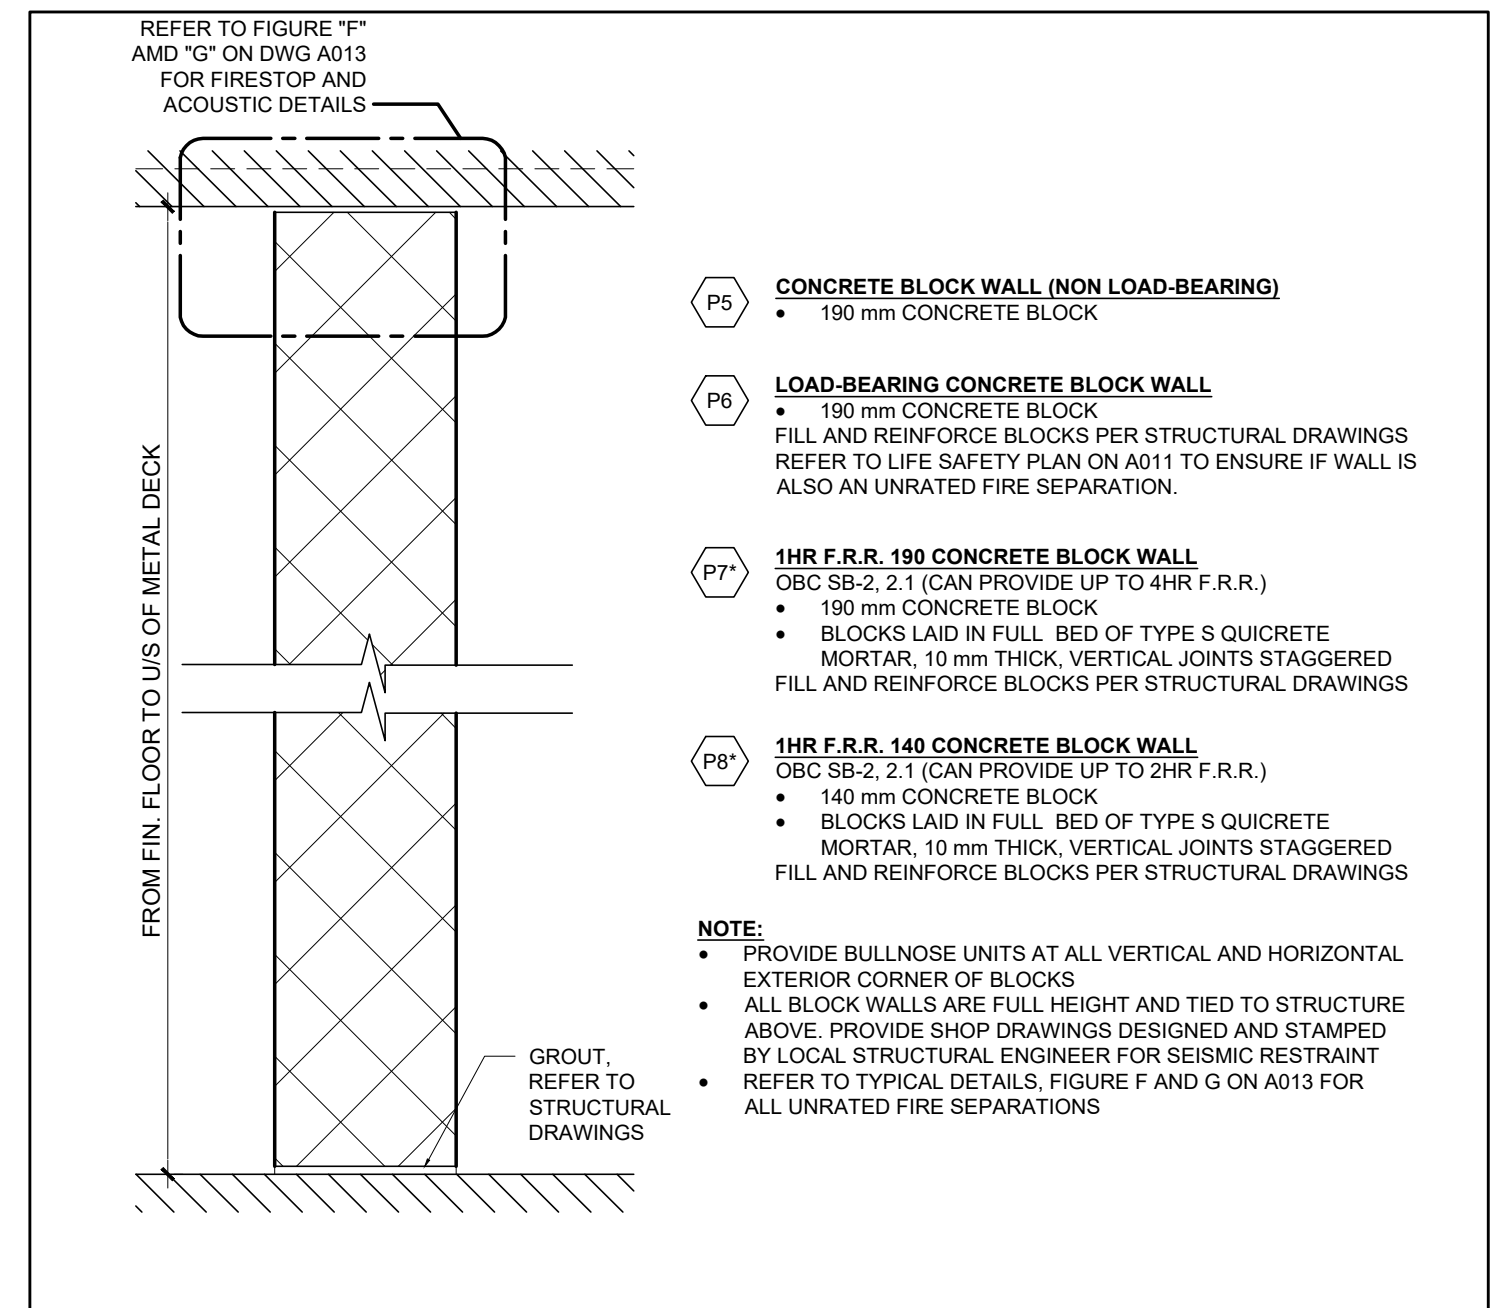 REFER TO FIGURE "F"
AMD "G" ON DWG A013
FOR FIRESTOP AND
ACOUSTIC DETAILS
FROM FIN. FLOOR TO U/S OF METAL DECK
P5
CONCRETE BLOCK WALL (NON LOAD-BEARING)
• 190 mm CONCRETE BLOCK
P6
LOAD-BEARING CONCRETE BLOCK WALL
• 190 mm CONCRETE BLOCK
FILL AND REINFORCE BLOCKS PER STRUCTURAL DRAWINGS
REFER TO LIFE SAFETY PLAN ON A011 TO ENSURE IF WALL IS
ALSO AN UNRATED FIRE SEPARATION.
P7*
1HR F.R.R. 190 CONCRETE BLOCK WALL
OBC SB-2, 2.1 (CAN PROVIDE UP TO 4HR F.R.R.)
• 190 mm CONCRETE BLOCK
• BLOCKS LAID IN FULL BED OF TYPE S QUICRETE
MORTAR, 10 mm THICK, VERTICAL JOINTS STAGGERED
FILL AND REINFORCE BLOCKS PER STRUCTURAL DRAWINGS
P8*
1HR F.R.R. 140 CONCRETE BLOCK WALL
OBC SB-2, 2.1 (CAN PROVIDE UP TO 2HR F.R.R.)
• 140 mm CONCRETE BLOCK
• BLOCKS LAID IN FULL BED OF TYPE S QUICRETE
MORTAR, 10 mm THICK, VERTICAL JOINTS STAGGERED
FILL AND REINFORCE BLOCKS PER STRUCTURAL DRAWINGS
NOTE:
• PROVIDE BULLNOSE UNITS AT ALL VERTICAL AND HORIZONTAL
EXTERIOR CORNER OF BLOCKS
• ALL BLOCK WALLS ARE FULL HEIGHT AND TIED TO STRUCTURE
ABOVE. PROVIDE SHOP DRAWINGS DESIGNED AND STAMPED
BY LOCAL STRUCTURAL ENGINEER FOR SEISMIC RESTRAINT
• REFER TO TYPICAL DETAILS, FIGURE F AND G ON A013 FOR
ALL UNRATED FIRE SEPARATIONS
GROUT,
REFER TO
STRUCTURAL
DRAWINGS